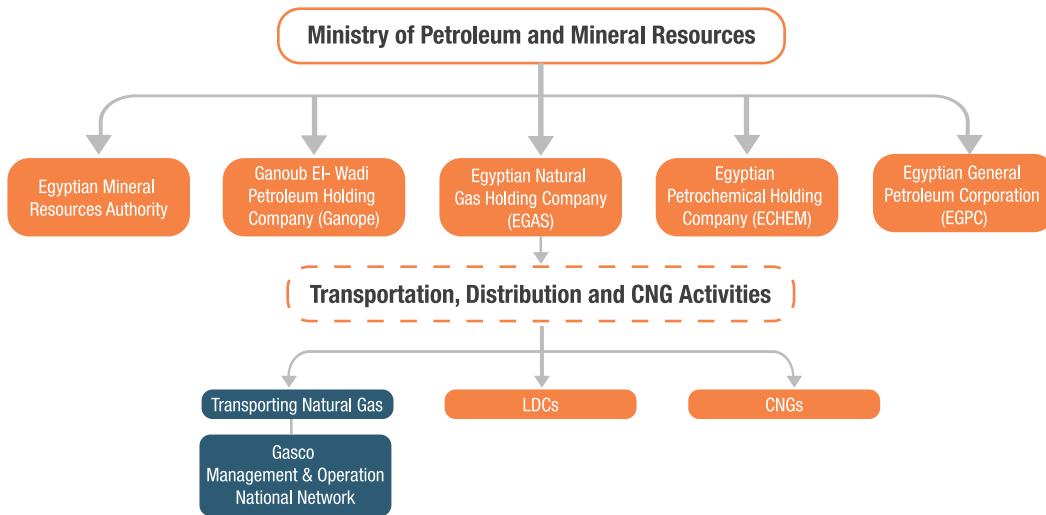 Ministry of Petroleum and Mineral Resources
Egyptian Mineral
Resources Authority
Ganoub El- Wadi
Petroleum Holding
Company (Ganope)
Egyptian Natural
Gas Holding Company
(EGAS)
Egyptian
Petrochemical Holding
Company (ECHEM)
Egyptian General
Petroleum Corporation
(EGPC)
Transportation, Distribution and CNG Activities
Transporting Natural Gas
LDCs
CNGs
Gasco
Management & Operation
National Network